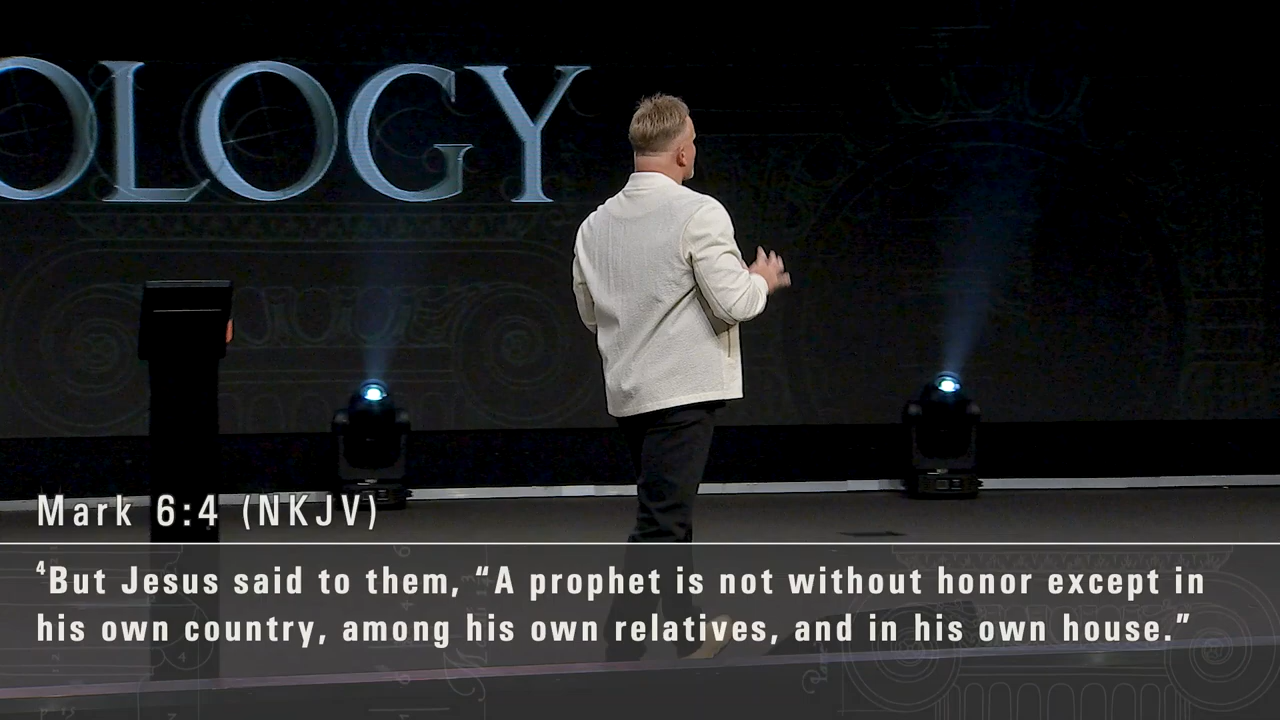 OLOGY
Mark 6:4 (NKJV)
4But Jesus said to them, “A prophet is not without honor except in
his own country, among his own relatives, and in his own house.”